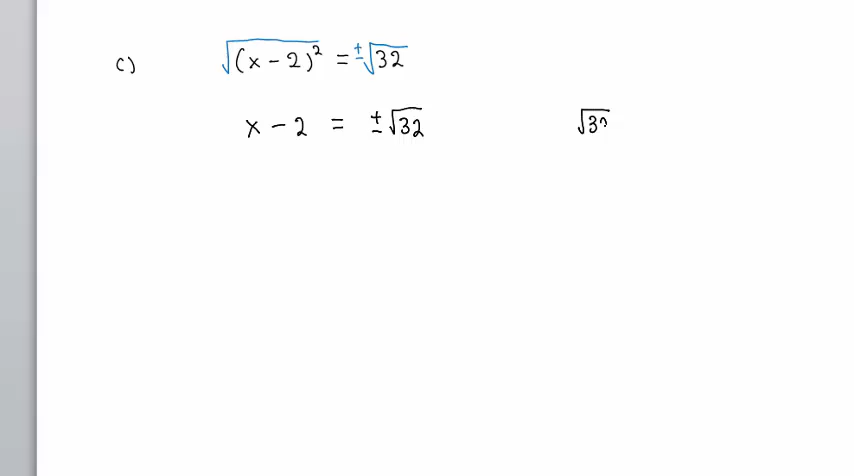 c) √(x – 2)² = ±√32
x – 2 = ±√32